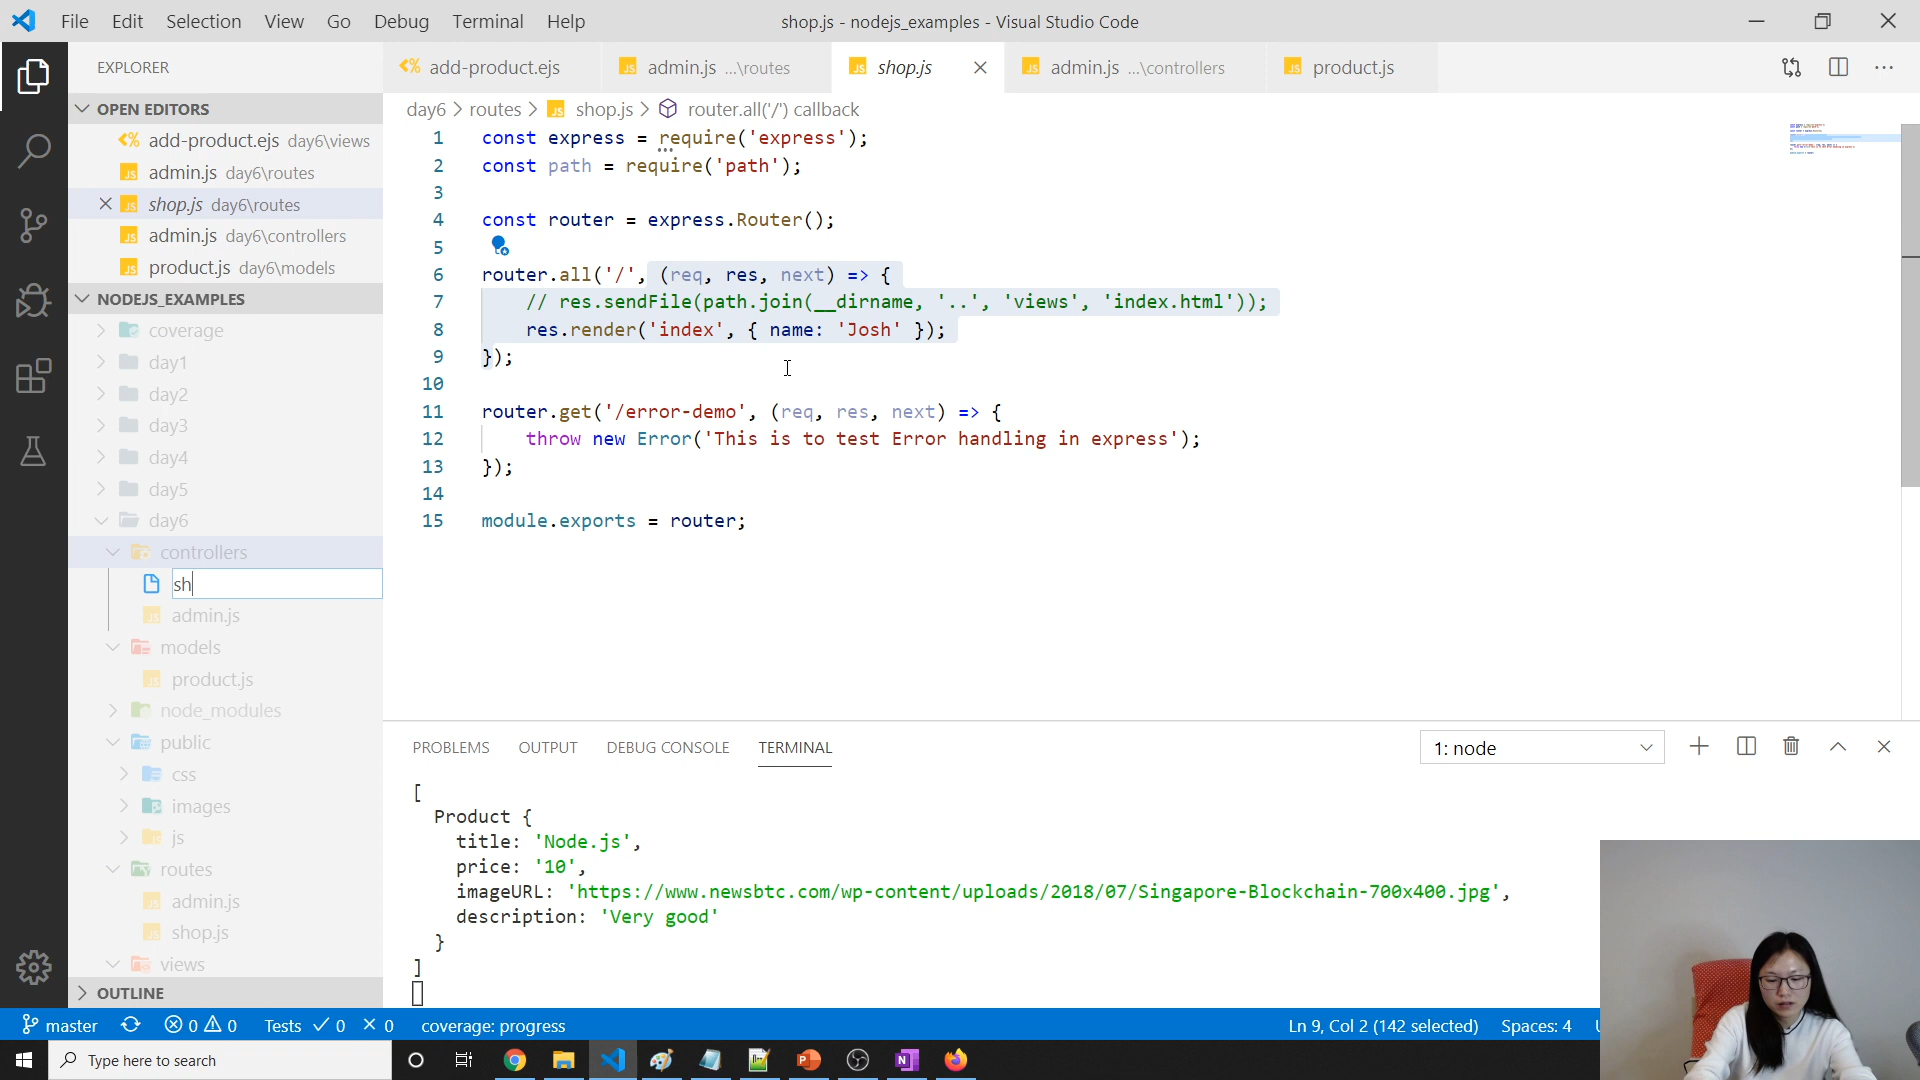 File Edit Selection View Go Debug Terminal Help
shop.js - nodejs_examples - Visual Studio Code
EXPLORER
add-product.ejs
admin.js ...\routes
shop.js
admin.js ...\controllers
product.js
OPEN EDITORS
add-product.ejs day6\views
admin.js day6\routes
shop.js day6\routes
admin.js day6\controllers
product.js day6\models
NODEJS_EXAMPLES
coverage
day1
day2
day3
day4
day5
day6
controllers
sh
admin.js
models
product.js
node_modules
public
css
images
js
routes
admin.js
shop.js
views
OUTLINE
day6 > routes > shop.js > router.all('/') callback
1 const express = require('express');
2 const path = require('path');
3
4 const router = express.Router();
5
6 router.all('/', (req, res, next) => {
7 // res.sendFile(path.join(__dirname, '..', 'views', 'index.html'));
8 res.render('index', { name: 'Josh' });
9 });
10
11 router.get('/error-demo', (req, res, next) => {
12 throw new Error('This is to test Error handling in express');
13 });
14
15 module.exports = router;
PROBLEMS OUTPUT DEBUG CONSOLE TERMINAL
1: node
[
Product {
title: 'Node.js',
price: '10',
imageURL: 'https://www.newsbtc.com/wp-content/uploads/2018/07/Singapore-Blockchain-700x400.jpg',
description: 'Very good'
}
]
master 0 0 Tests 0 0 coverage: progress
Ln 9, Col 2 (142 selected) Spaces: 4
Type here to search